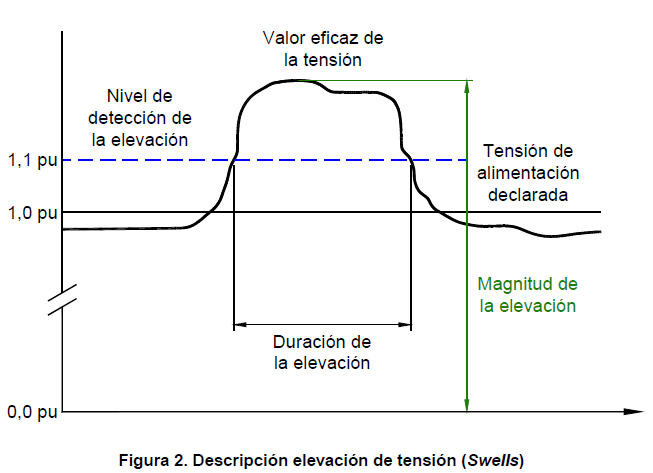 Valor eficaz de
la tensión
Nivel de
detección de
la elevación
1,1 pu
Tensión de
alimentación
declarada
1,0 pu
Magnitud de
la elevación
Duración de
la elevación
0,0 pu
Figura 2. Descripción elevación de tensión (Swells)